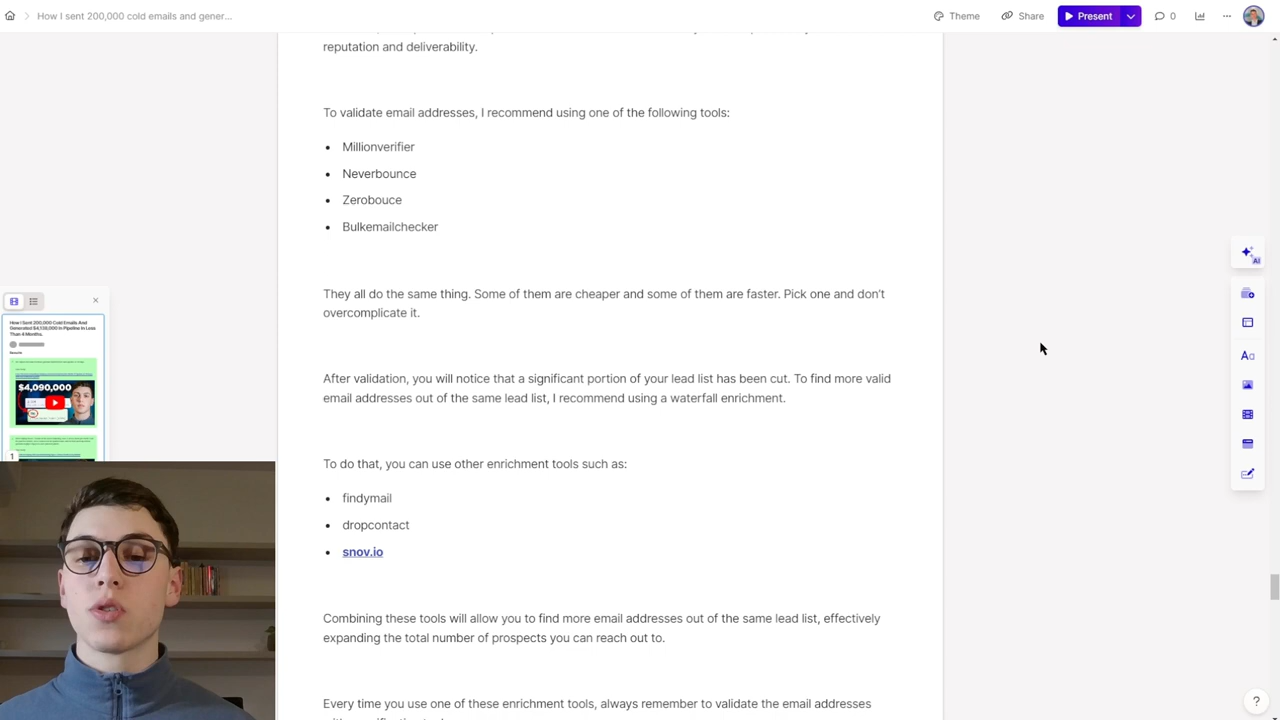 How I sent 200,000 cold emails and gener...
Theme
Share
Present
0
reputation and deliverability.
To validate email addresses, I recommend using one of the following tools:
Millionverifier
Neverbounce
Zerobouce
Bulkemailchecker
They all do the same thing. Some of them are cheaper and some of them are faster. Pick one and don't
overcomplicate it.
After validation, you will notice that a significant portion of your lead list has been cut. To find more valid
email addresses out of the same lead list, I recommend using a waterfall enrichment.
To do that, you can use other enrichment tools such as:
findymail
dropcontact
snov.io
Combining these tools will allow you to find more email addresses out of the same lead list, effectively
expanding the total number of prospects you can reach out to.
Every time you use one of these enrichment tools, always remember to validate the email addresses
How I Sent 200,000 Cold Emails And
Generated $4,138,000 In Pipeline In Less
Than 4 Months.
Results
$4,090,000
1
AI
Aa
?